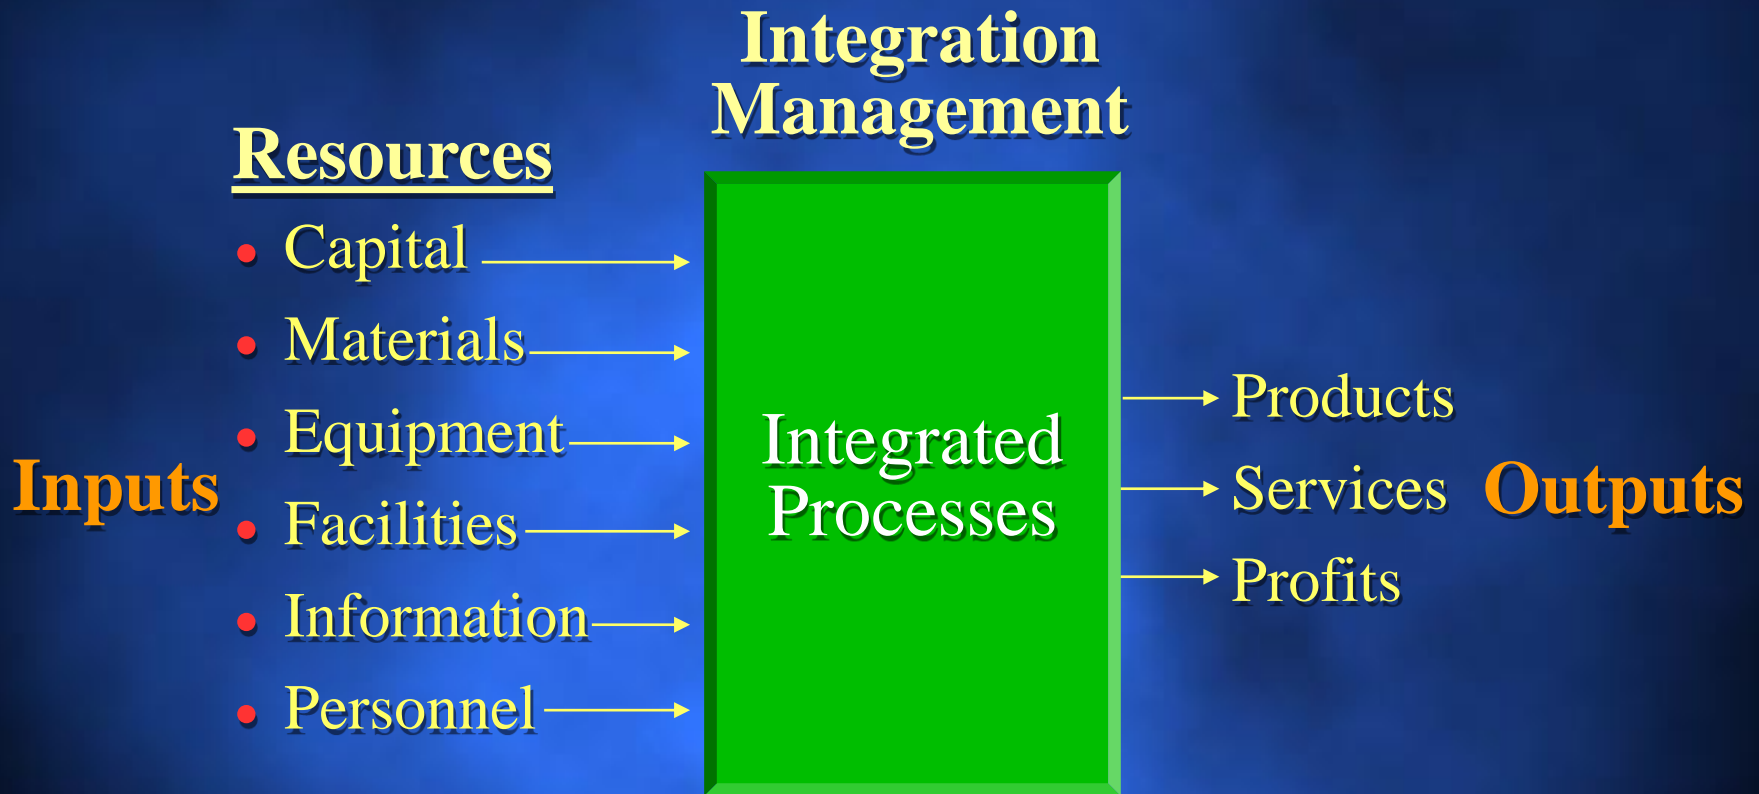 Integration
Management
Resources
• Capital
• Materials
• Equipment
• Facilities
• Information
• Personnel
Inputs
Integrated
Processes
Products
Services
Profits
Outputs